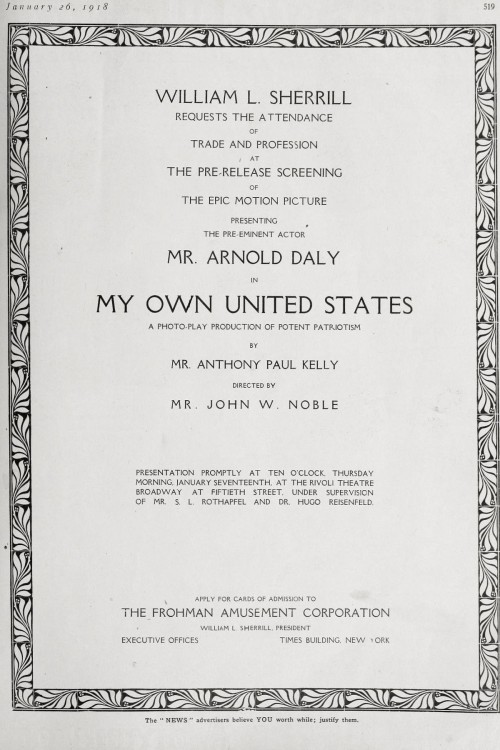 January 26, 1918
519
WILLIAM L. SHERRILL
REQUESTS THE ATTENDANCE
OF
TRADE AND PROFESSION
AT
THE PRE-RELEASE SCREENING
OF
THE EPIC MOTION PICTURE
PRESENTING
THE PRE-EMINENT ACTOR
MR. ARNOLD DALY
IN
MY OWN UNITED STATES
A PHOTO-PLAY PRODUCTION OF POTENT PATRIOTISM
BY
MR. ANTHONY PAUL KELLY
DIRECTED BY
MR. JOHN W. NOBLE
PRESENTATION PROMPTLY AT TEN O'CLOCK, THURSDAY
MORNING, JANUARY SEVENTEENTH, AT THE RIVOLI THEATRE
BROADWAY AT FIFTIETH STREET, UNDER SUPERVISION
OF MR. S. L. ROTHAPFEL AND DR. HUGO REISENFELD.
APPLY FOR CARDS OF ADMISSION TO
THE FROHMAN AMUSEMENT CORPORATION
WILLIAM L. SHERRILL, PRESIDENT
EXECUTIVE OFFICES TIMES BUILDING, NEW YORK
The "NEWS" advertisers believe YOU worth while; justify them.